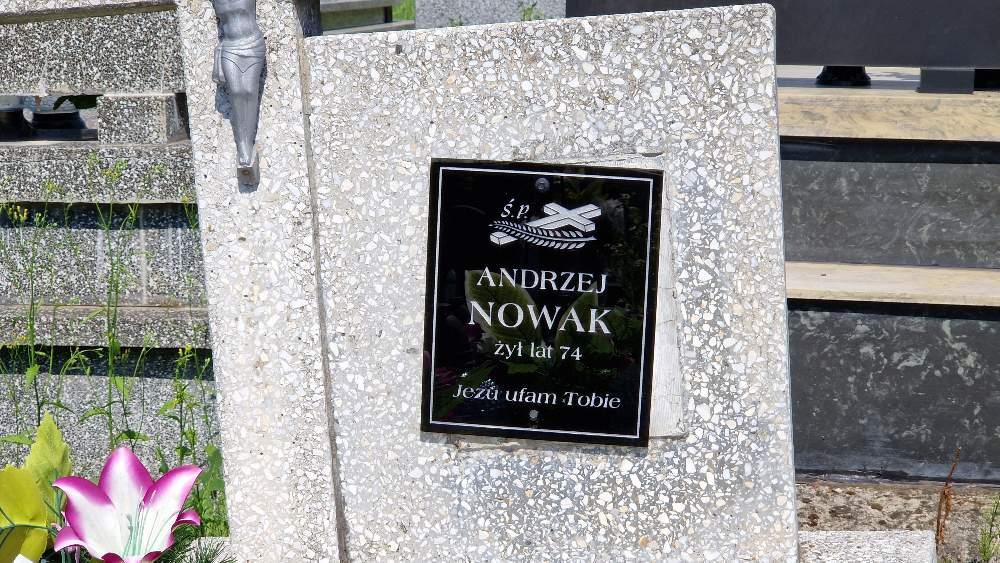 ś.p.
ANDRZEJ
NOWAK
żył lat 74
Jezu ufam Tobie